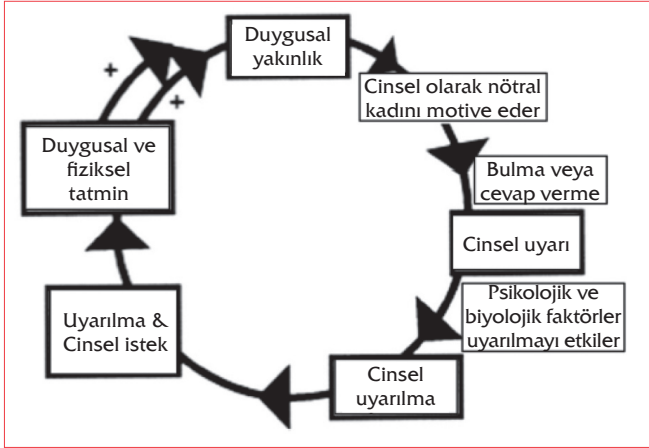 Duygusal
yakınlık
Cinsel olarak nötral
kadını motive eder
Bulma veya
cevap verme
Cinsel uyarı
Psikolojik ve
biyolojik faktörler
uyarılmayı etkiler
Cinsel
uyarılma
Uyarılma &
Cinsel istek
Duygusal ve
fiziksel
tatmin
+
+